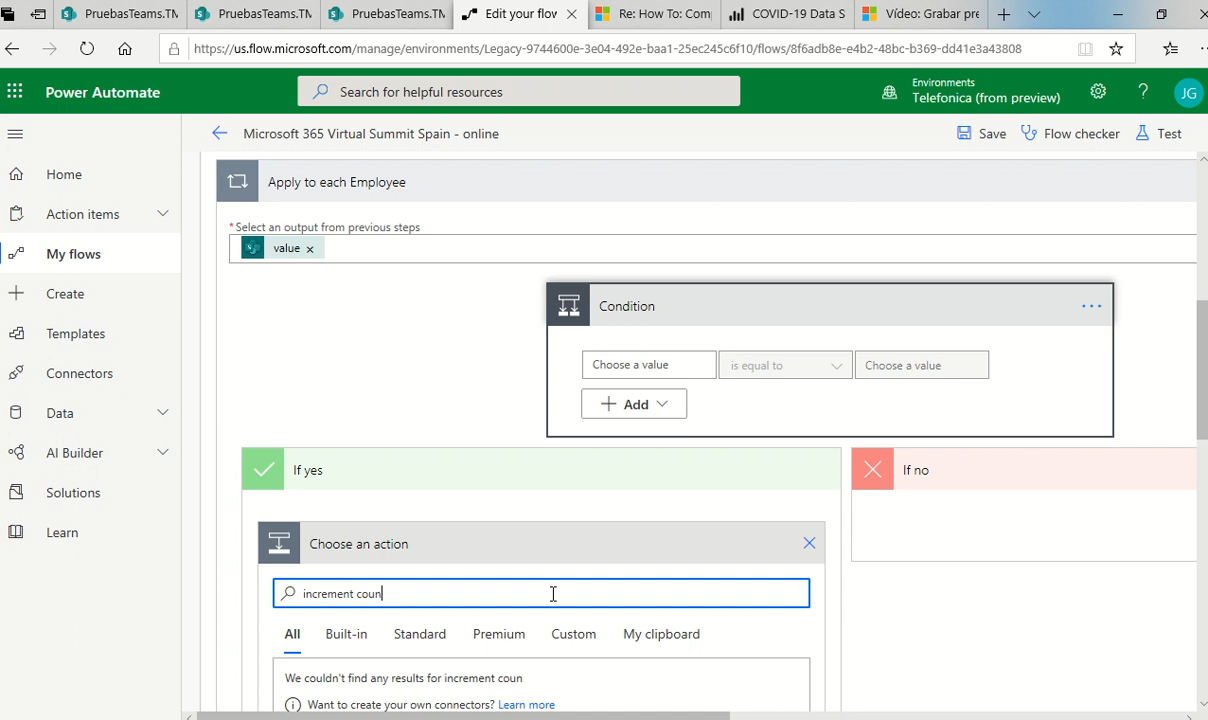 PruebasTeams.TM
PruebasTeams.TM
PruebasTeams.TM
Edit your flow
Re: How To: Com
COVID-19 Data S
Vídeo: Grabar pre
https://us.flow.microsoft.com/manage/environments/Legacy-9744600e-3e04-492e-baa1-25ec245c6f10/flows/8f6adb8e-e4b2-48bc-b369-dd41e3a43808
Power Automate
Search for helpful resources
Environments
Telefonica (from preview)
JG
Microsoft 365 Virtual Summit Spain - online
Save
Flow checker
Test
Home
Action items
My flows
Create
Templates
Connectors
Data
AI Builder
Solutions
Learn
Apply to each Employee
* Select an output from previous steps
value
Condition
Choose a value
is equal to
Choose a value
Add
If yes
If no
Choose an action
increment coun
All
Built-in
Standard
Premium
Custom
My clipboard
We couldn't find any results for increment coun
Want to create your own connectors? Learn more